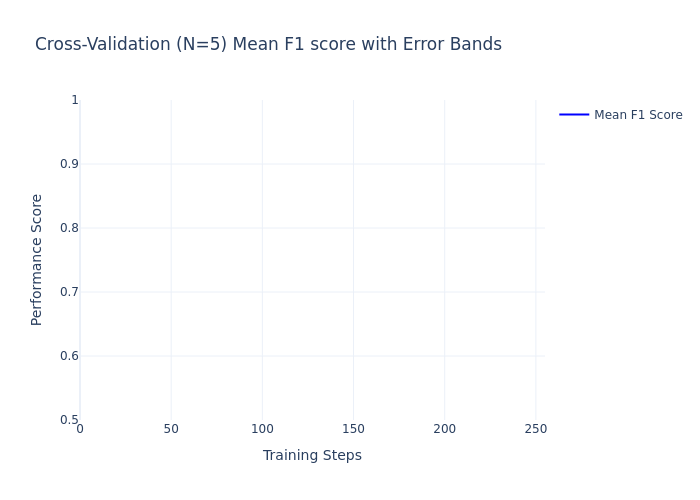 Cross-Validation (N=5) Mean F1 score with Error Bands
1
0.9
0.8
0.7
0.6
0.5
Performance Score
0 50 100 150 200 250
Training Steps
Mean F1 Score